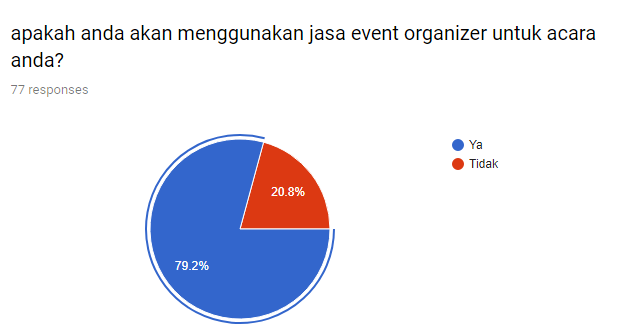 apakah anda akan menggunakan jasa event organizer untuk acara
anda?
77 responses
Ya
Tidak
20.8%
79.2%